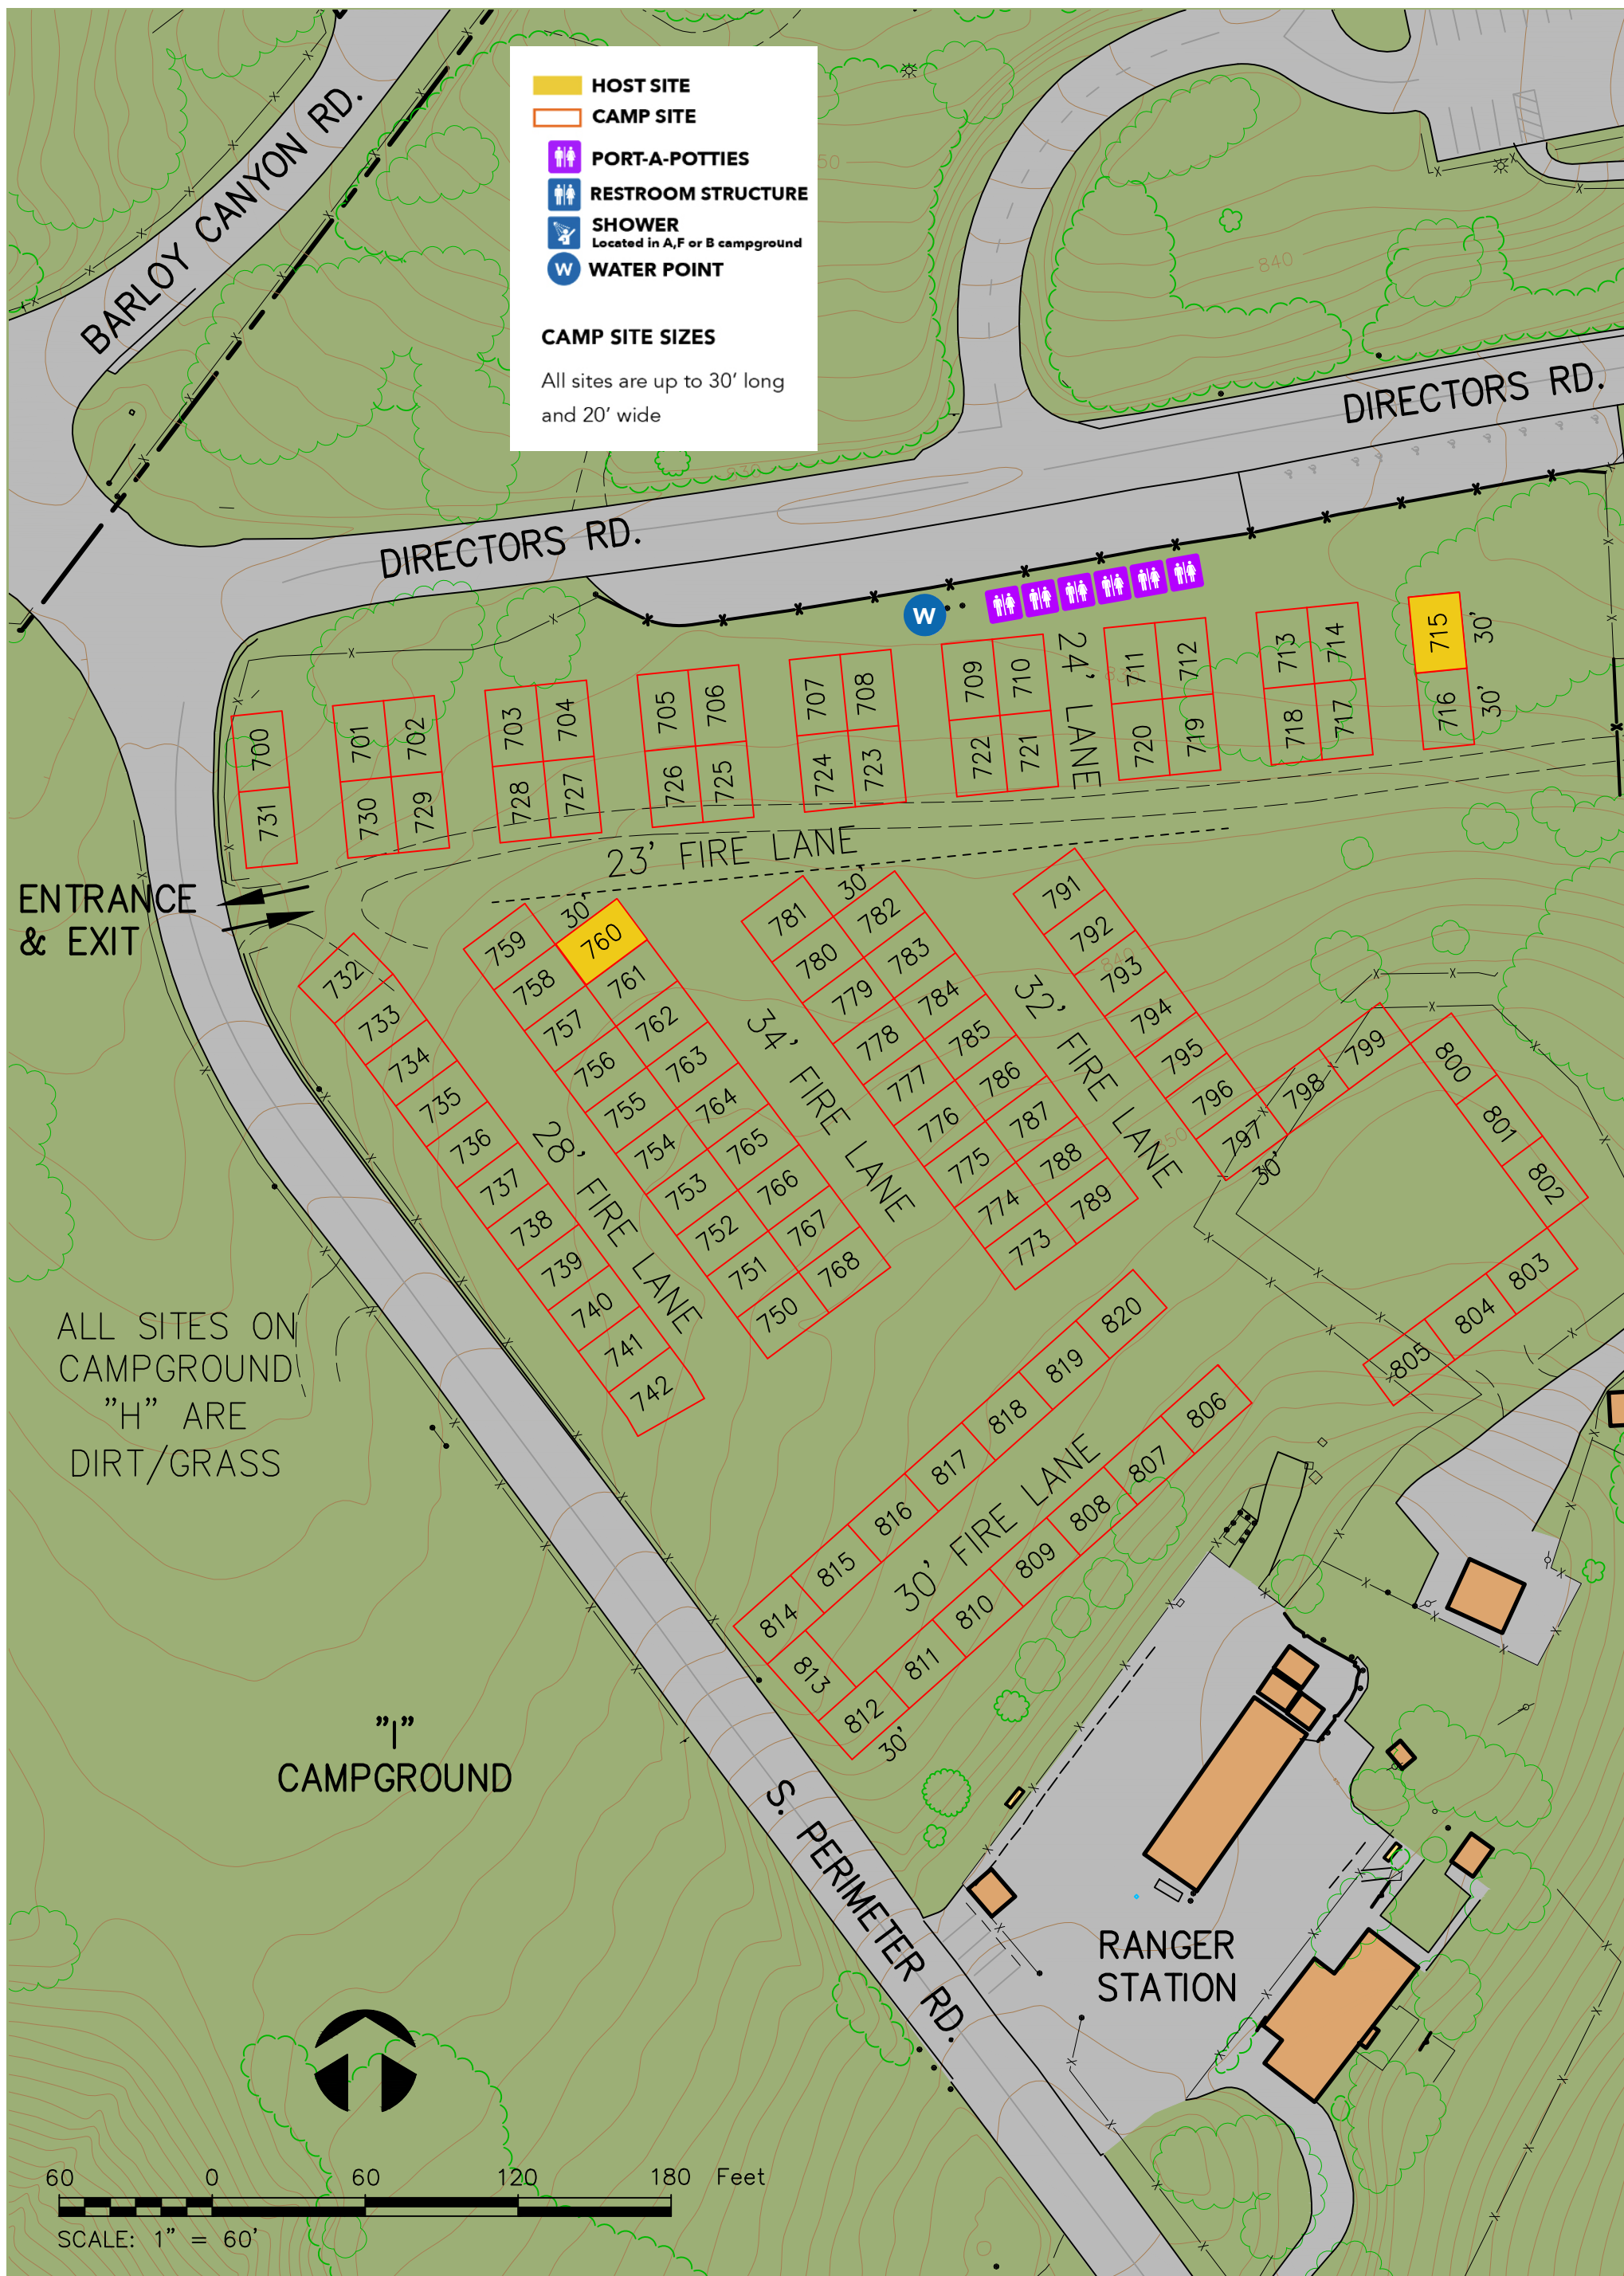 HOST SITE
CAMP SITE
PORT-A-POTTIES
RESTROOM STRUCTURE
SHOWER
Located in A,F or B campground
W WATER POINT
CAMP SITE SIZES
All sites are up to 30' long
and 20' wide
BARLOY CANYON RD.
850
840
DIRECTORS RD.
830
DIRECTORS RD.
W
700
731
701 702
730 729
703 704
728 727
705 706
726 725
707 708
724 723
709 710
722 721
24' LANE
711 712
720 719
713 714
718 717
715 30'
716 30'
23' FIRE LANE
ENTRANCE
& EXIT
732
733
734
735
736
737
738
739
740
741
742
28' FIRE LANE
30'
759 760
758 761
757 762
756 763
755 764
754 765
753 766
752 767
751 768
750
34' FIRE LANE
30'
781 782
780 783
779 784
778 785
777 786
776 787
775 788
774 789
773
32' FIRE LANE
791
792
840
793
794
795
796
797
30'
798
799
800
801
802
803
804
805
820
819
818
817
816
815
814
813
30' FIRE LANE
806
807
808
809
810
811
812
30'
ALL SITES ON
CAMPGROUND
"H" ARE
DIRT/GRASS
"I"
CAMPGROUND
S. PERIMETER RD.
RANGER
STATION
60 0 60 120 180 Feet
SCALE: 1" = 60'